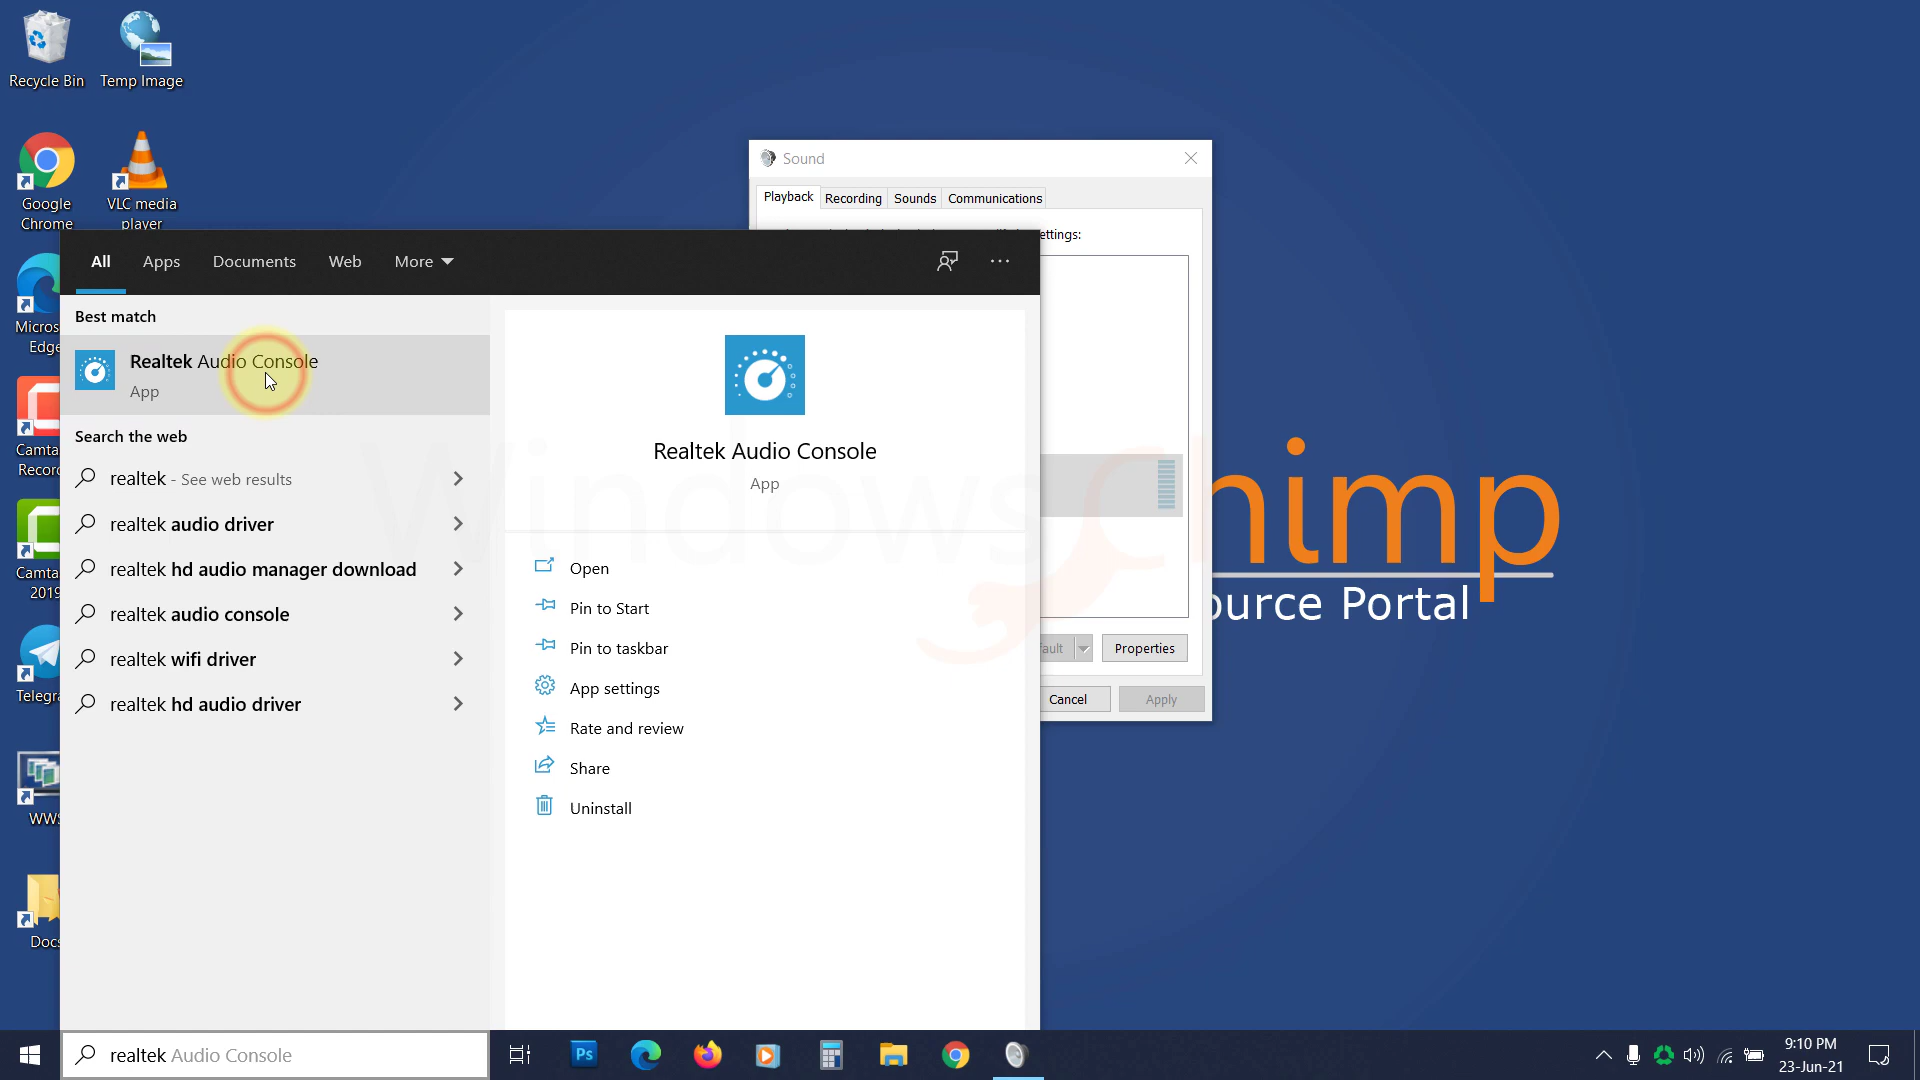 Recycle Bin
Temp Image
Google
Chrome
VLC media
player
Sound
Playback
Recording
Sounds
Communications
ettings:
All
Apps
Documents
Web
More
Best match
Realtek Audio Console
App
Search the web
realtek - See web results
realtek audio driver
realtek hd audio manager download
realtek audio console
realtek wifi driver
realtek hd audio driver
Realtek Audio Console
App
Open
Pin to Start
Pin to taskbar
App settings
Rate and review
Share
Uninstall
Micros
Edge
Camta
Recor
Camta
2019
Telegra
WWS
Docs
WindowsChimp
ource Portal
ault
Properties
Cancel
Apply
realtek Audio Console
Ps
9:10 PM
23-Jun-21